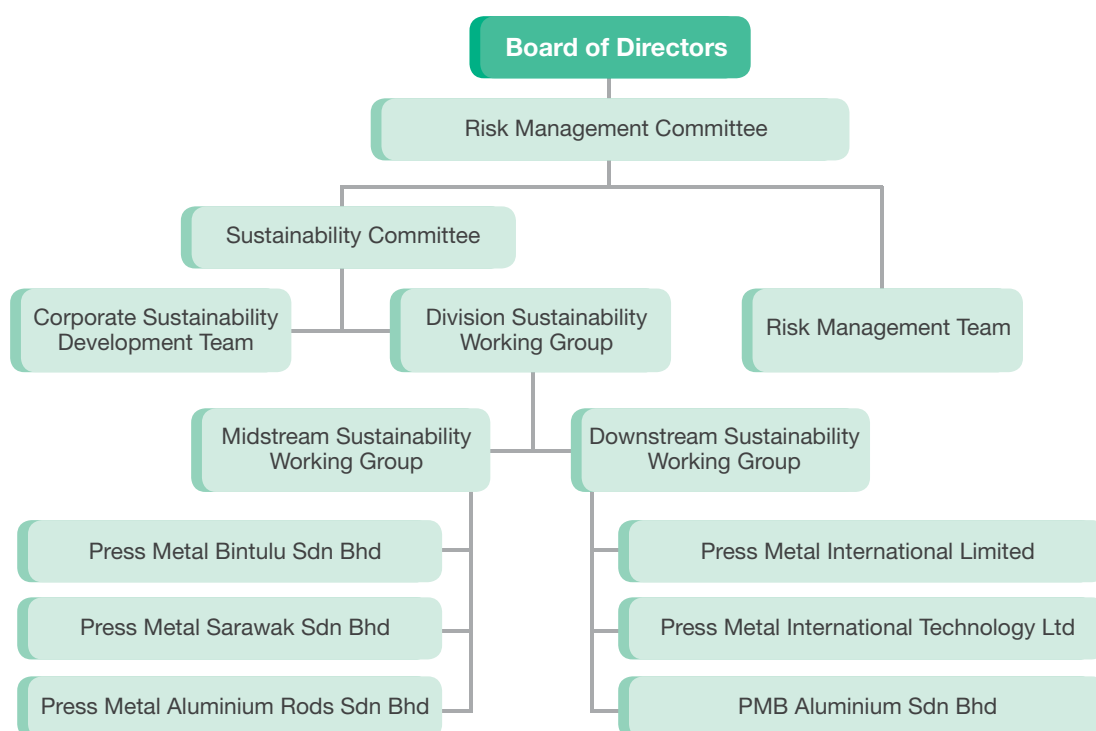 Board of Directors
Risk Management Committee
Sustainability Committee
Corporate Sustainability
Development Team
Division Sustainability
Working Group
Risk Management Team
Midstream Sustainability
Working Group
Downstream Sustainability
Working Group
Press Metal Bintulu Sdn Bhd
Press Metal International Limited
Press Metal Sarawak Sdn Bhd
Press Metal International Technology Ltd
Press Metal Aluminium Rods Sdn Bhd
PMB Aluminium Sdn Bhd